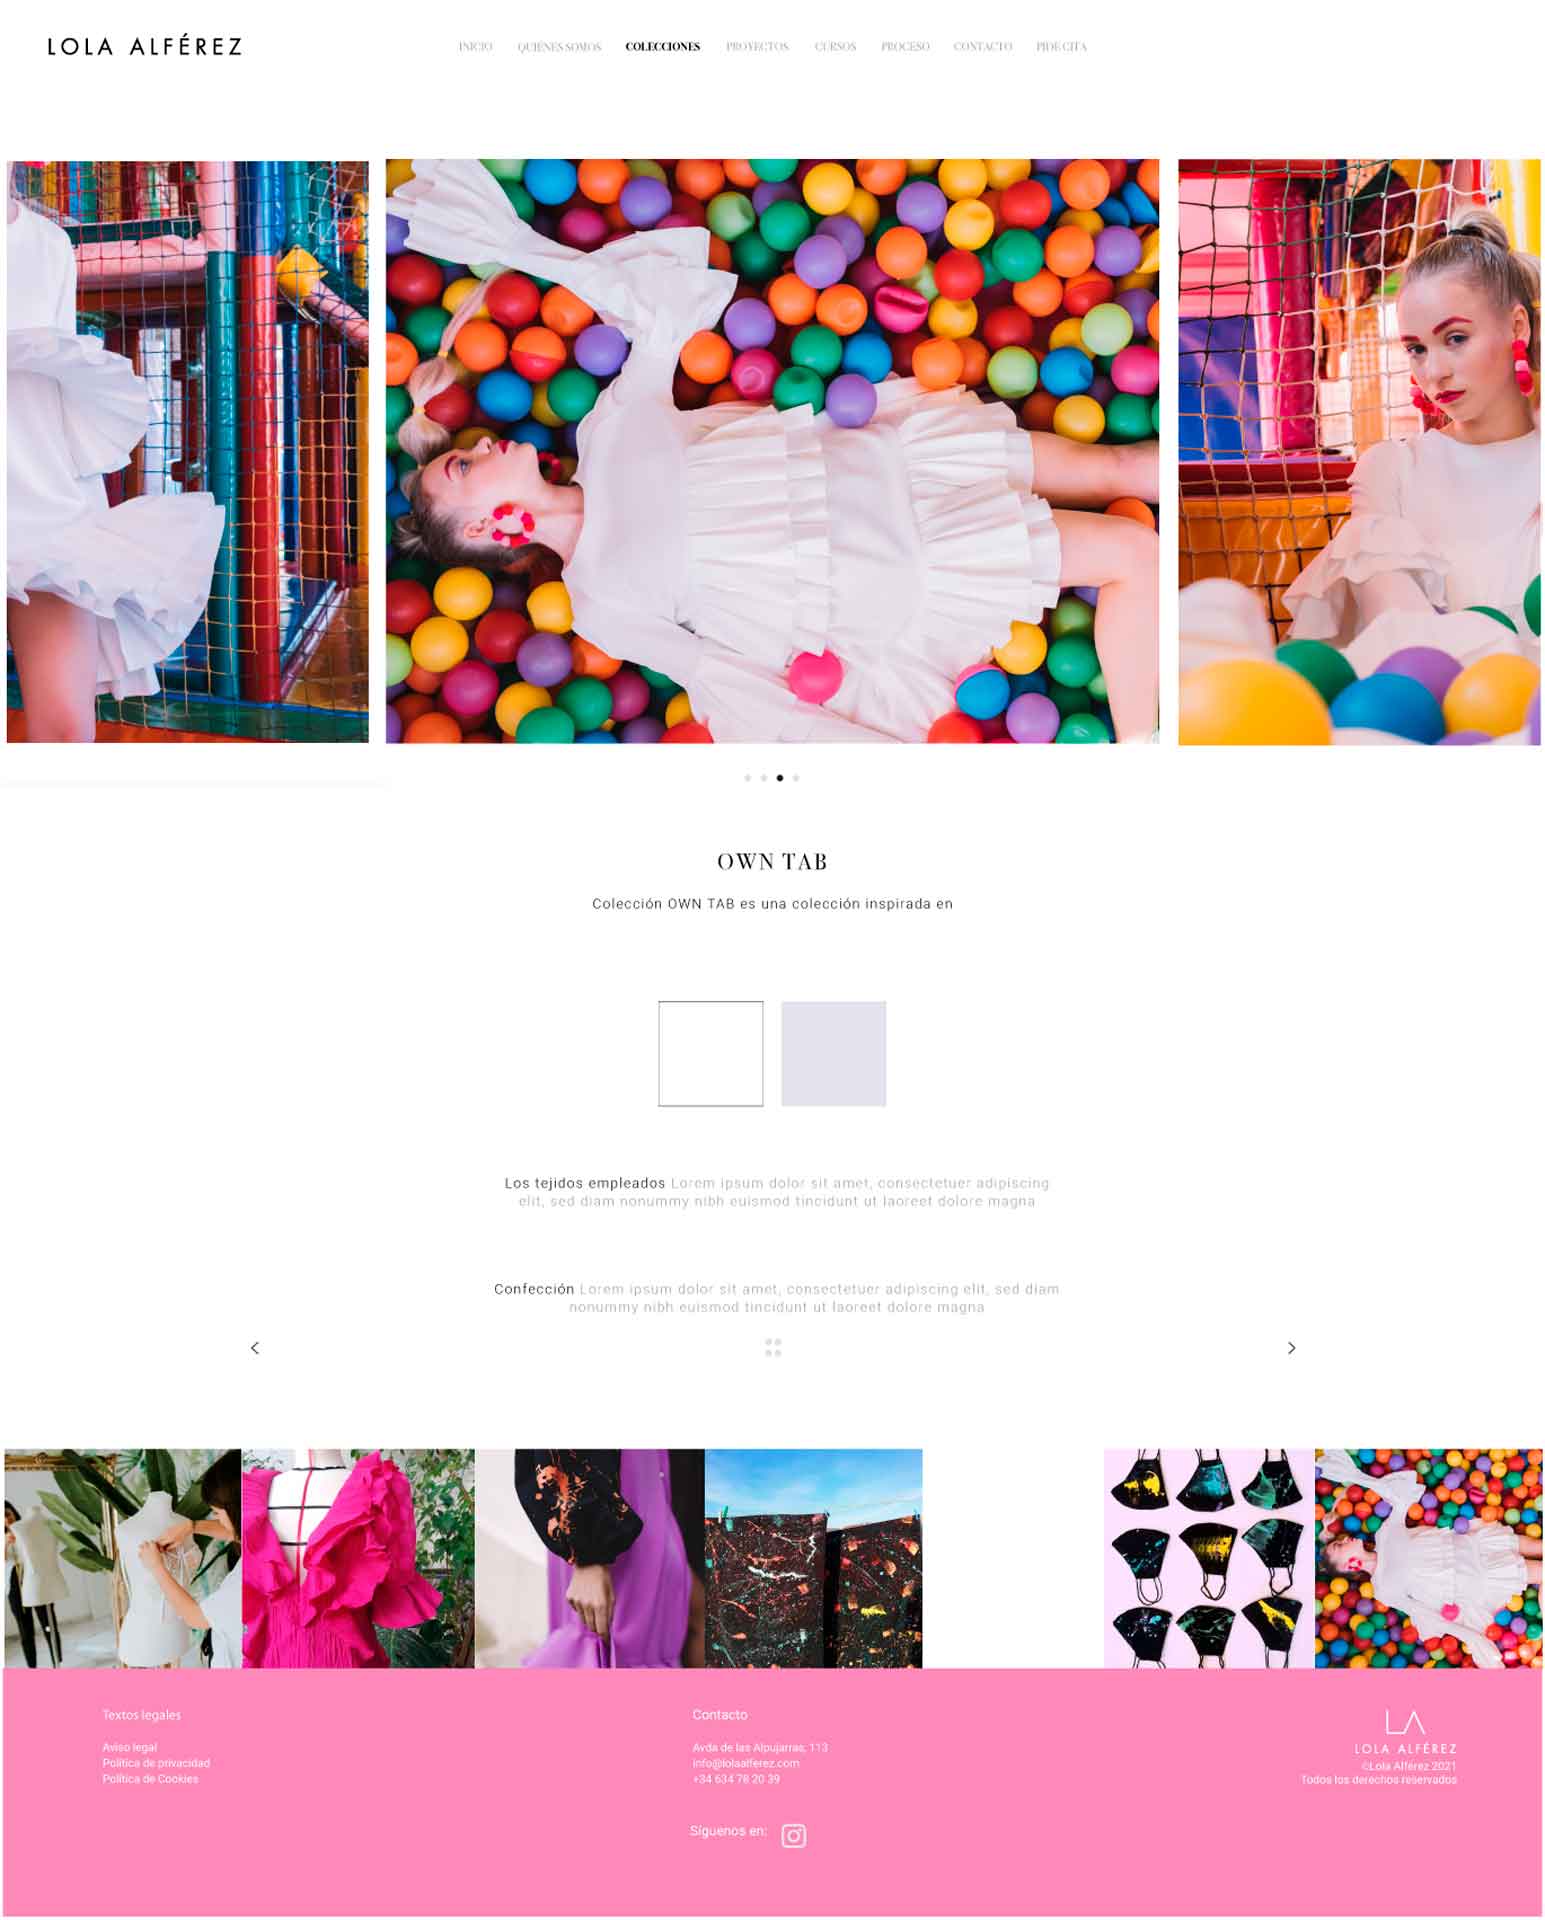 LOLA ALFÉREZ
INICIO QUIÉNES SOMOS COLECCIONES PROYECTOS CURSOS PROCESO CONTACTO PIDE CITA
OWN TAB
Colección OWN TAB es una colección inspirada en
Los tejidos empleados Lorem ipsum dolor sit amet, consectetuer adipiscing
elit, sed diam nonummy nibh euismod tincidunt ut laoreet dolore magna
Confección Lorem ipsum dolor sit amet, consectetuer adipiscing elit, sed diam
nonummy nibh euismod tincidunt ut laoreet dolore magna
Textos legales
Aviso legal
Política de privacidad
Política de Cookies
Contacto
Avda de las Alpujarras, 113
info@lolaalferez.com
+34 634 78 20 39
Síguenos en:
LA
LOLA ALFÉREZ
©Lola Alférez 2021
Todos los derechos reservados